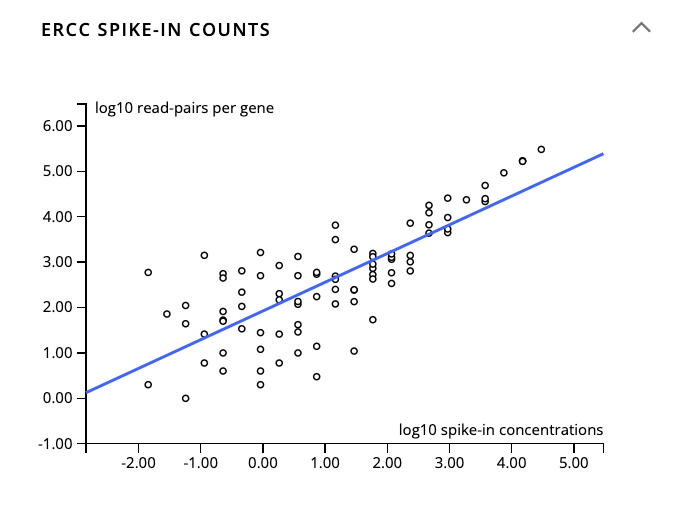 ERCC SPIKE-IN COUNTS
log10 read-pairs per gene
6.00
5.00
4.00
3.00
2.00
1.00
0.00
-1.00
log10 spike-in concentrations
-2.00 -1.00 0.00 1.00 2.00 3.00 4.00 5.00